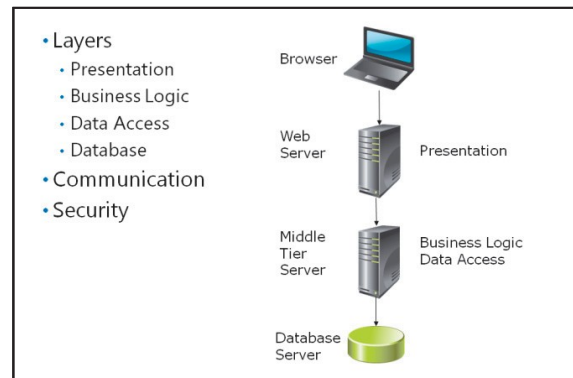 • Layers
• Presentation
• Business Logic
• Data Access
• Database
• Communication
• Security
Browser
Web
Server
Presentation
Middle
Tier
Server
Business Logic
Data Access
Database
Server